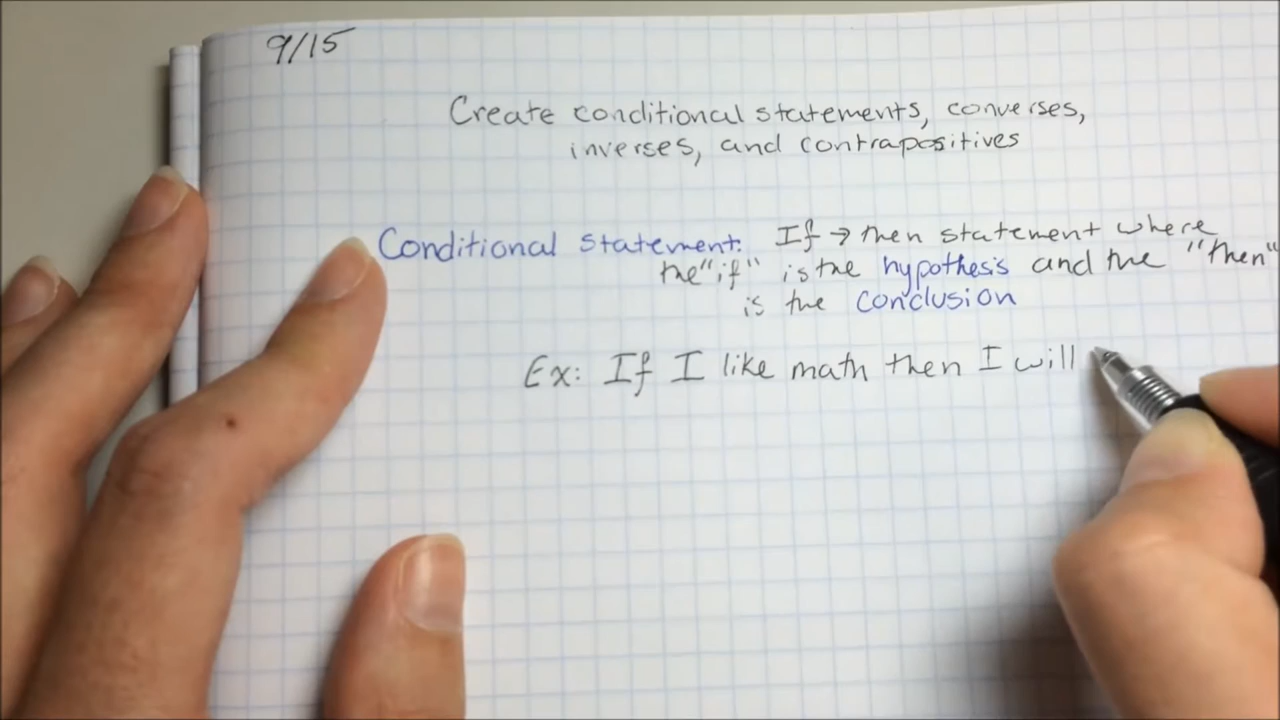 9/15
Create conditional statements, converses,
inverses, and contrapositives
Conditional statement: If → then statement where
the "if" is the hypothesis and the "then"
is the conclusion
Ex: If I like math then I will